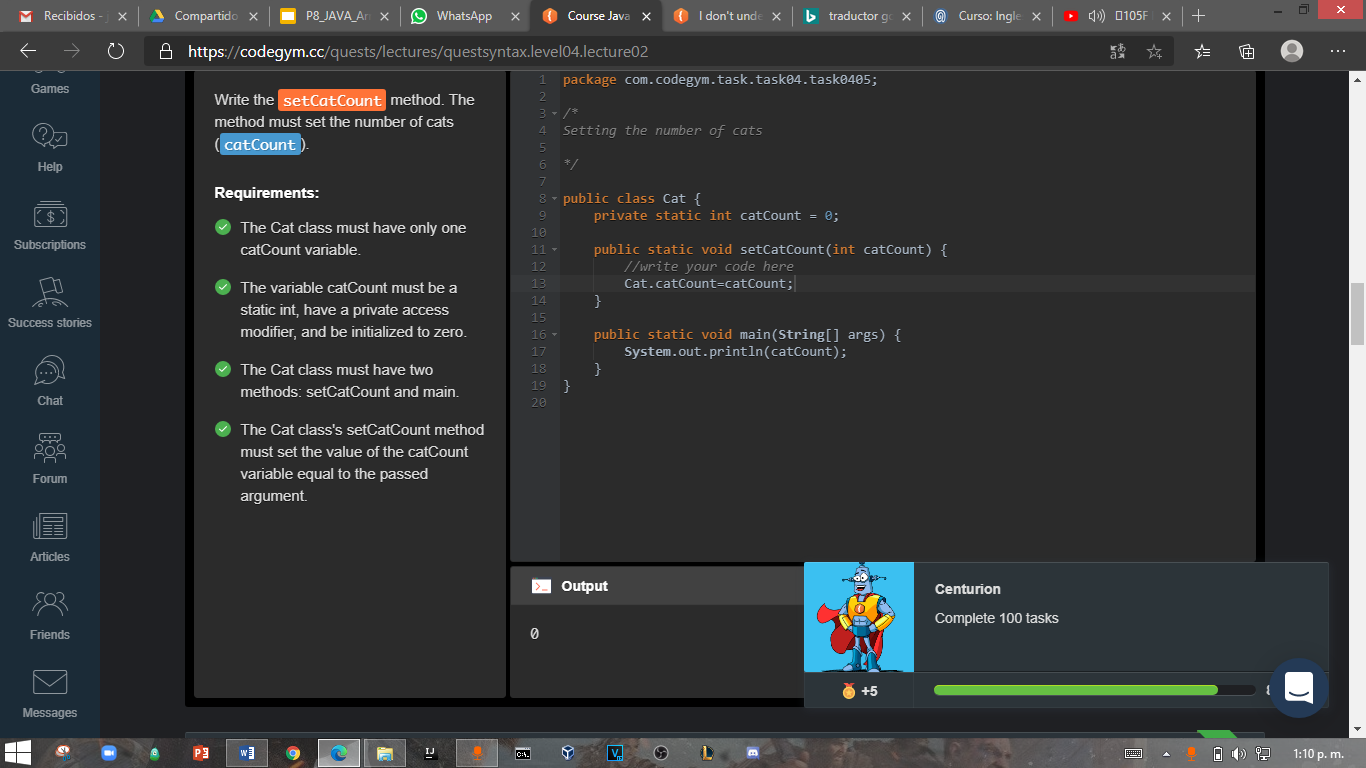 Recibidos - J
Compartido
P8_JAVA_Ar
WhatsApp
Course Java
I don't unde
traductor go
Curso: Ingle
105F
https://codegym.cc/quests/lectures/questsyntax.level04.lecture02
Games
Help
Subscriptions
Success stories
Chat
Forum
Articles
Friends
Messages
Write the setCatCount method. The
method must set the number of cats
(catCount).
Requirements:
The Cat class must have only one
catCount variable.
The variable catCount must be a
static int, have a private access
modifier, and be initialized to zero.
The Cat class must have two
methods: setCatCount and main.
The Cat class's setCatCount method
must set the value of the catCount
variable equal to the passed
argument.
1 package com.codegym.task.task04.task0405;
2
3 /*
4 Setting the number of cats
5
6 */
7
8 public class Cat {
9 private static int catCount = 0;
10
11 public static void setCatCount(int catCount) {
12 //write your code here
13 Cat.catCount=catCount;
14 }
15
16 public static void main(String[] args) {
17 System.out.println(catCount);
18 }
19 }
20
Output
0
Centurion
Complete 100 tasks
+5
1:10 p. m.